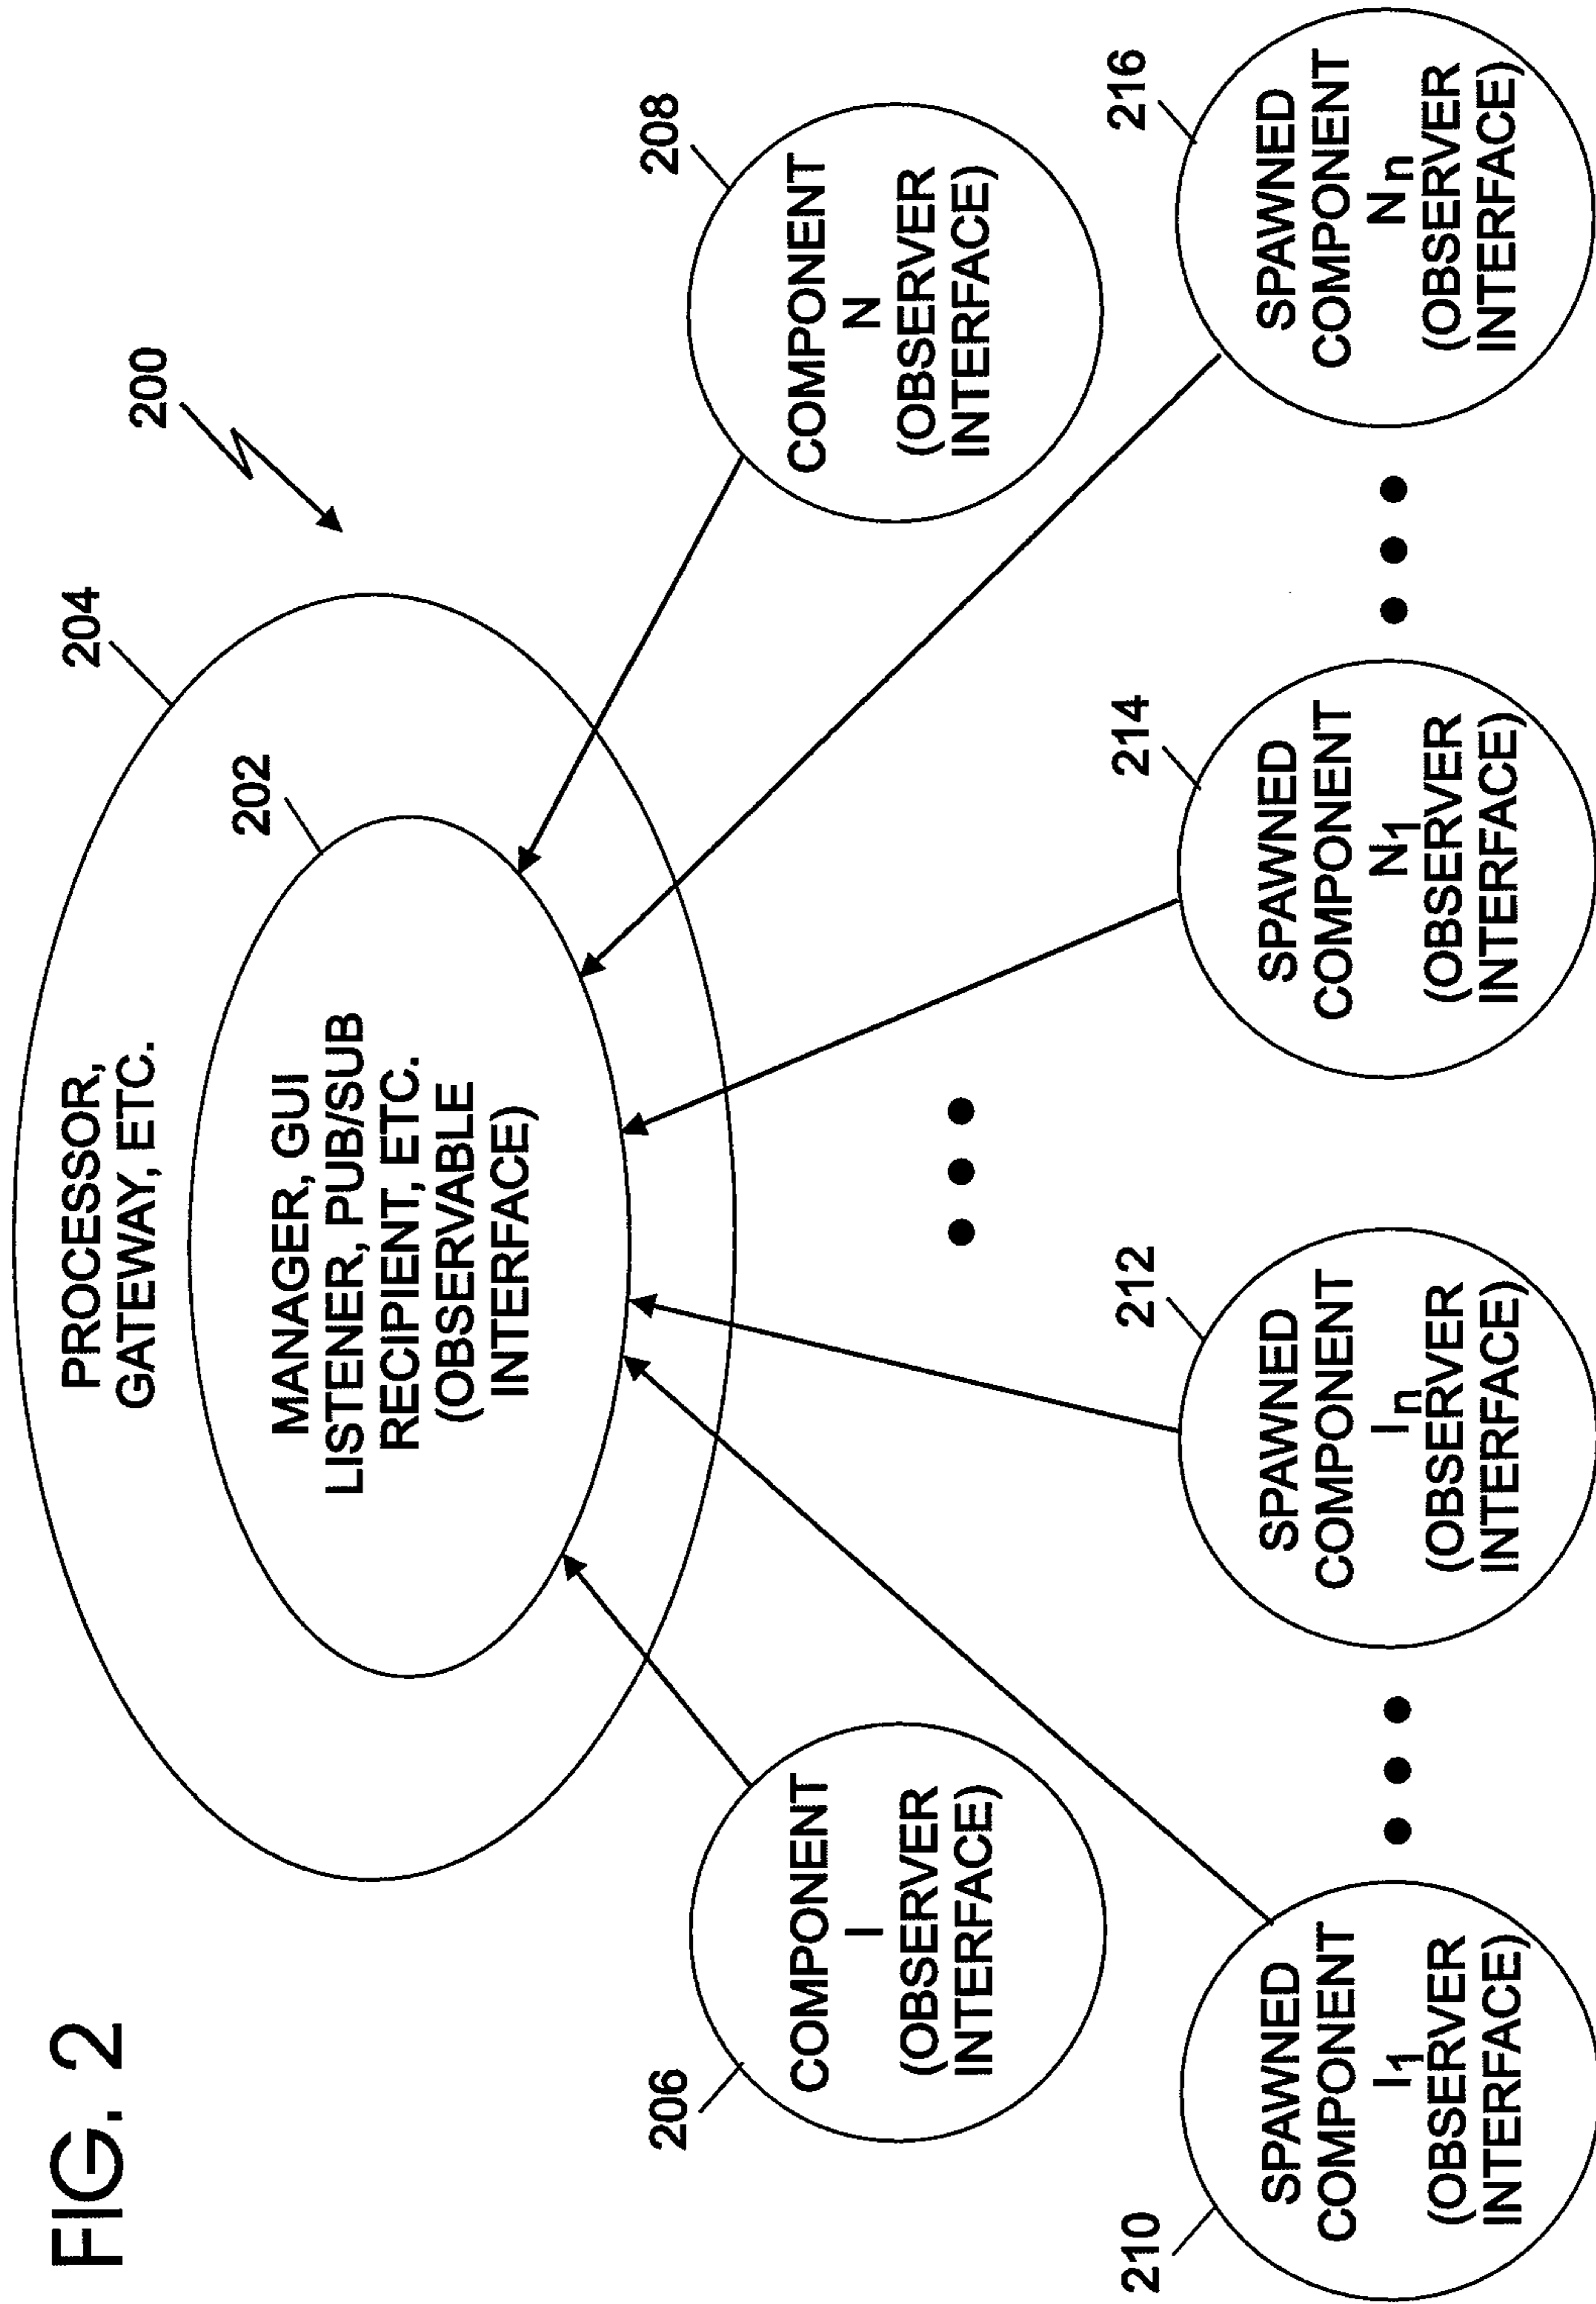 FIG. 2
200
204
PROCESSOR,
GATEWAY, ETC.
202
MANAGER, GUI
LISTENER, PUB/SUB
RECIPIENT, ETC.
(OBSERVABLE
INTERFACE)
206
COMPONENT
I
(OBSERVER
INTERFACE)
208
COMPONENT
N
(OBSERVER
INTERFACE)
210
SPAWNED
COMPONENT
I1
(OBSERVER
INTERFACE)
212
SPAWNED
COMPONENT
In
(OBSERVER
INTERFACE)
214
SPAWNED
COMPONENT
N1
(OBSERVER
INTERFACE)
216
SPAWNED
COMPONENT
Nn
(OBSERVER
INTERFACE)